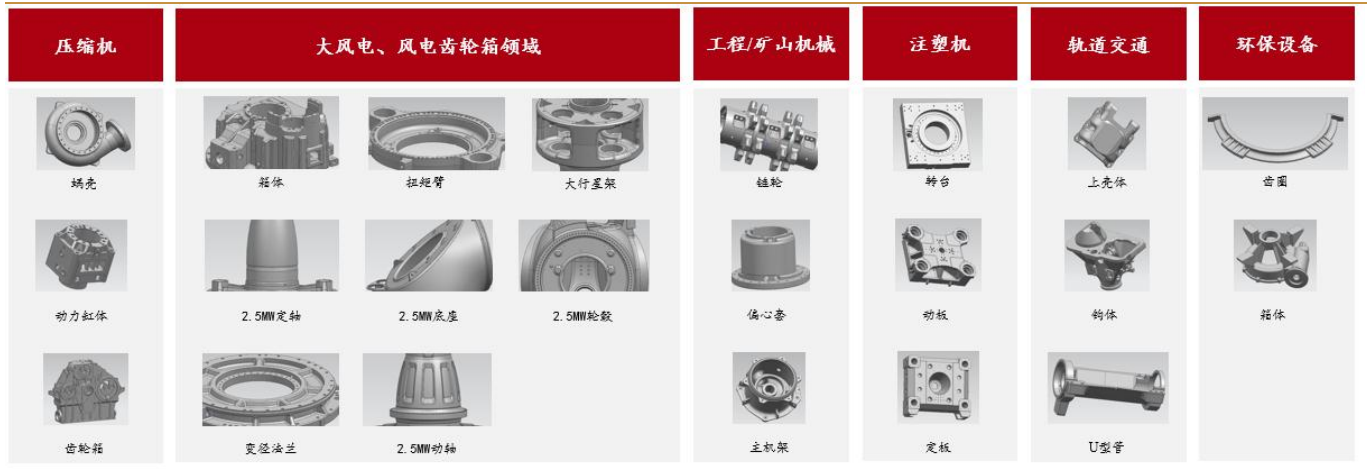 压缩机
大风电、风电齿轮箱领域
工程/矿山机械
注塑机
轨道交通
环保设备
蜗壳
箱体
扭矩臂
大行星架
链轮
转台
上壳体
齿圈
动力缸体
2.5MW定轴
2.5MW底座
2.5MW轮毂
偏心套
动板
钩体
箱体
齿轮箱
变径法兰
2.5MW动轴
主机架
定板
U型管